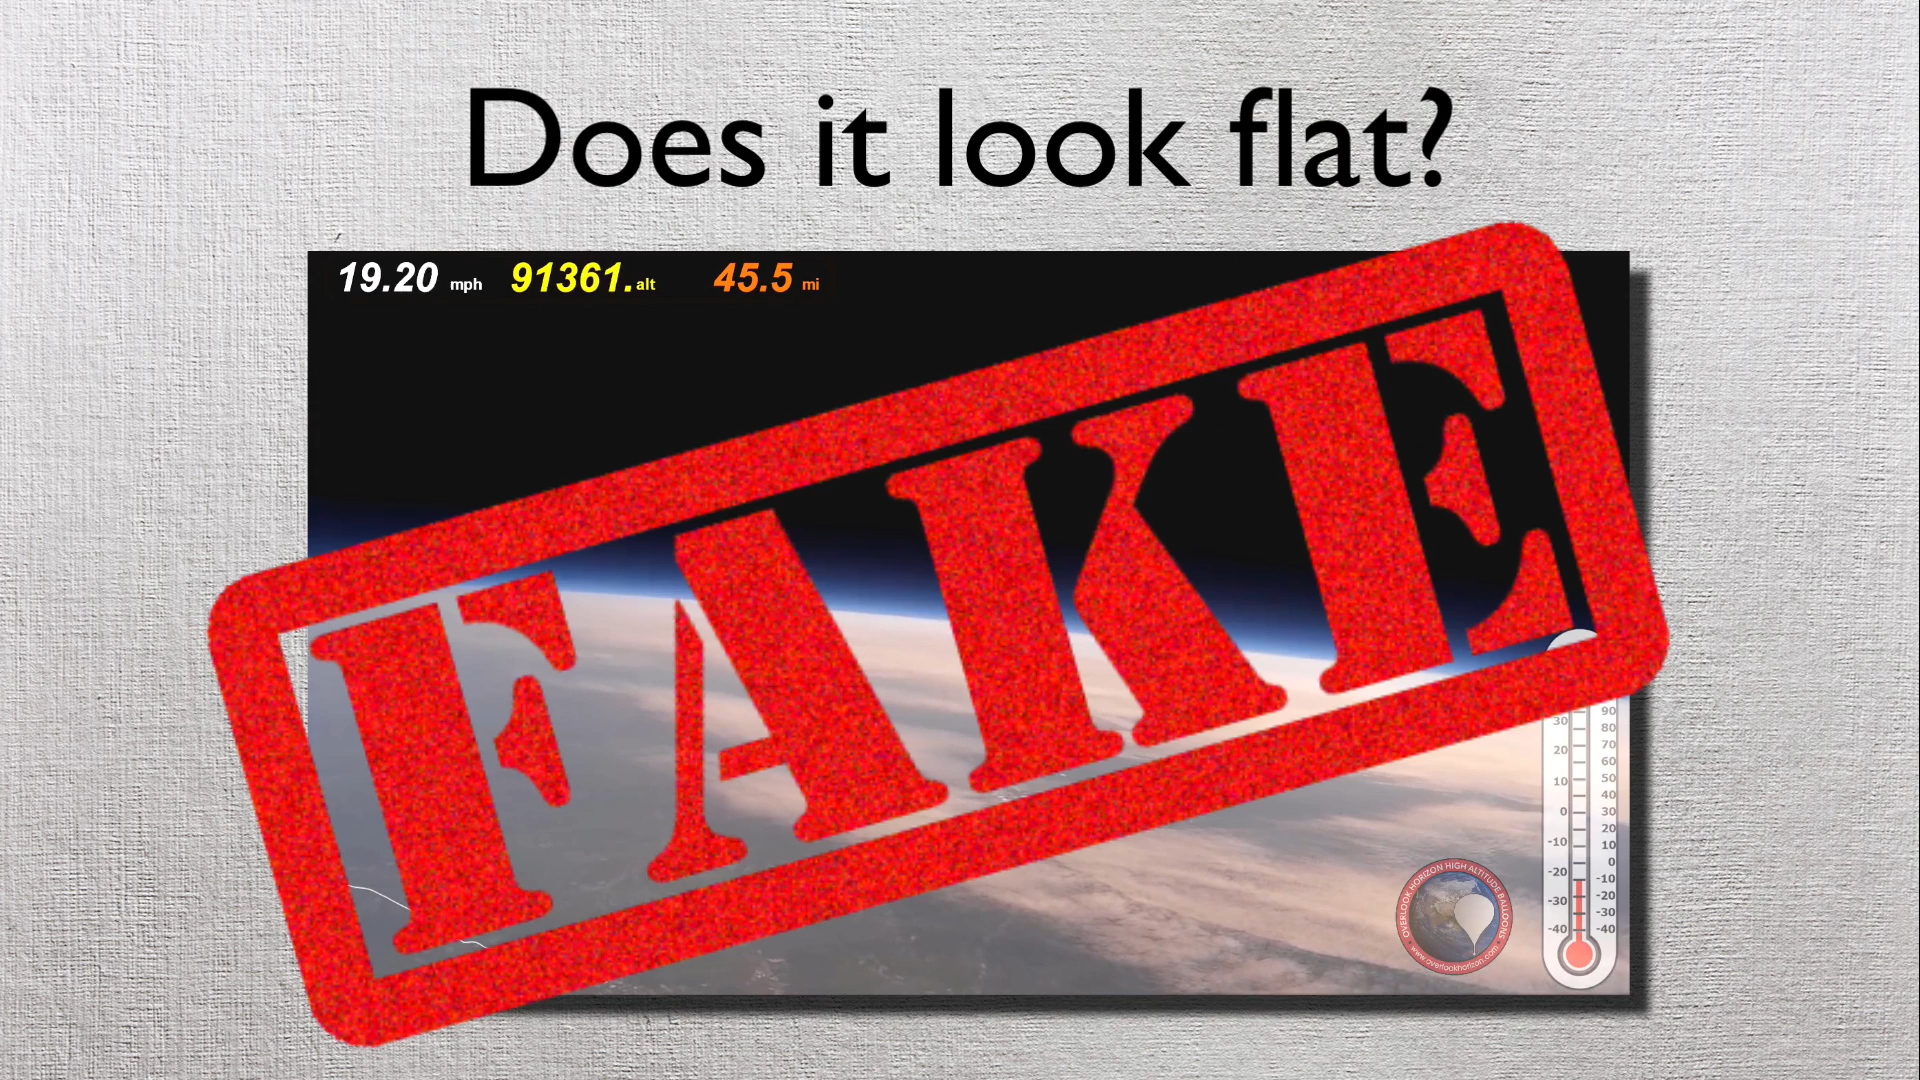 Does it look flat?
19.20 mph 91361.alt 45.5 mi
FAKE
90
30 80
20 70
60
10 50
40
0 30
20
-10 10
0
-20 -10
-20
-30 -30
-40 -40
OVERLOOK HORIZON HIGH ALTITUDE BALLOONS
www.overlookhorizon.com